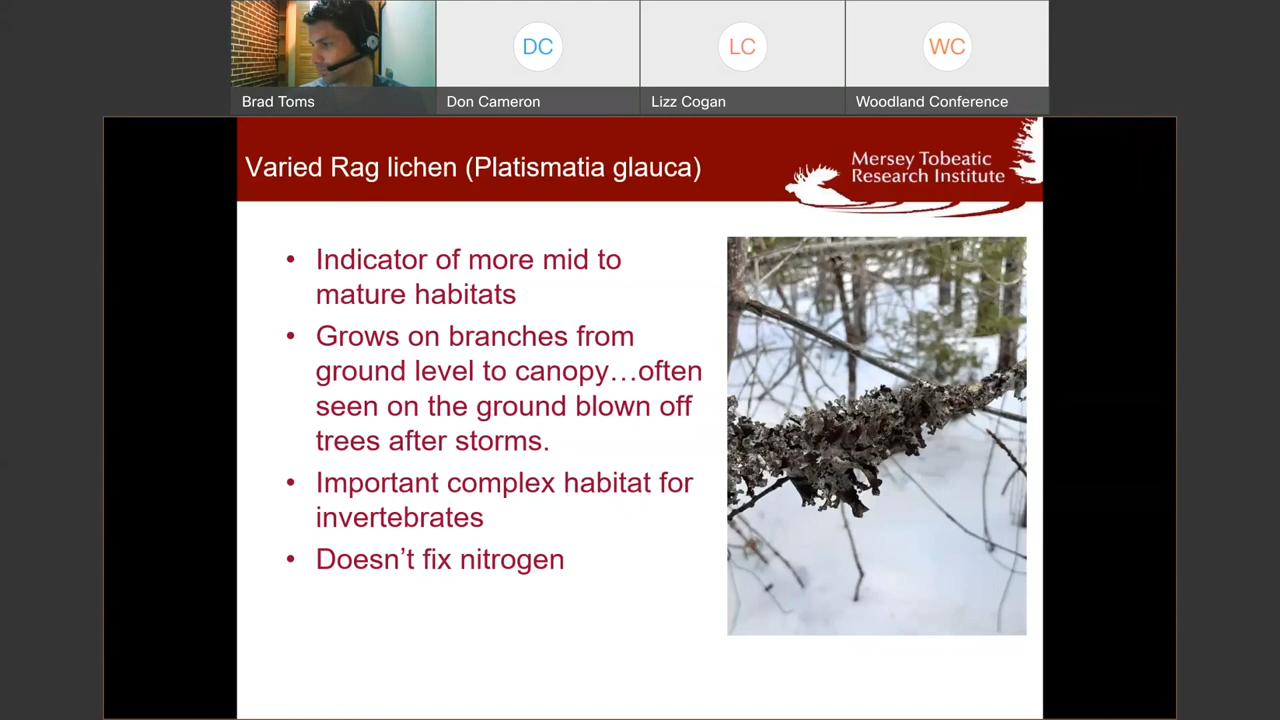 DC
LC
WC
Brad Toms
Don Cameron
Lizz Cogan
Woodland Conference
Varied Rag lichen (Platismatia glauca)
Mersey Tobeatic
Research Institute
• Indicator of more mid to
mature habitats
• Grows on branches from
ground level to canopy…often
seen on the ground blown off
trees after storms.
• Important complex habitat for
invertebrates
• Doesn’t fix nitrogen